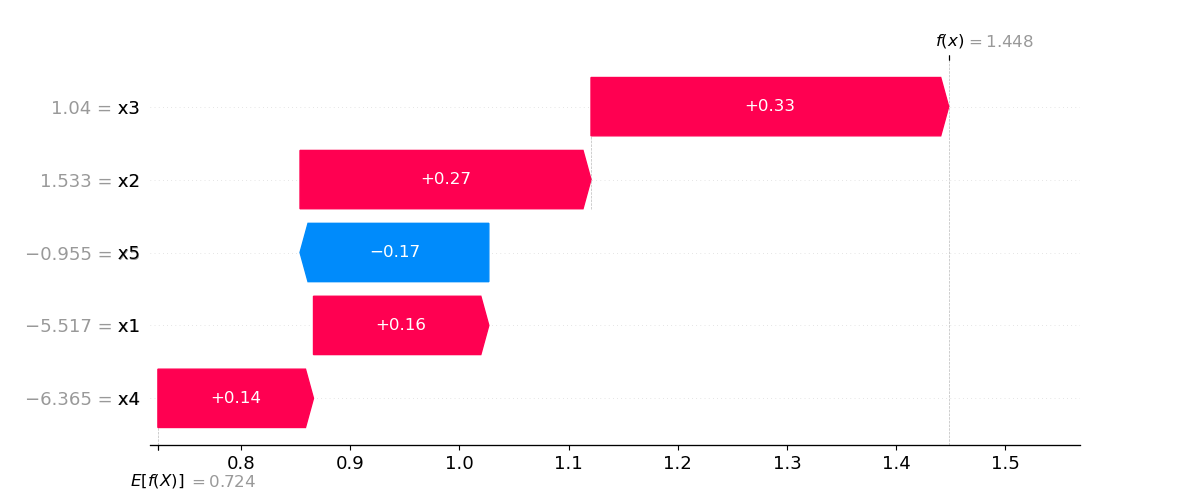 f(x) = 1.448
1.04 = x3
+0.33
1.533 = x2
+0.27
−0.955 = x5
−0.17
−5.517 = x1
+0.16
−6.365 = x4
+0.14
0.8 0.9 1.0 1.1 1.2 1.3 1.4 1.5
E[f(X)] = 0.724